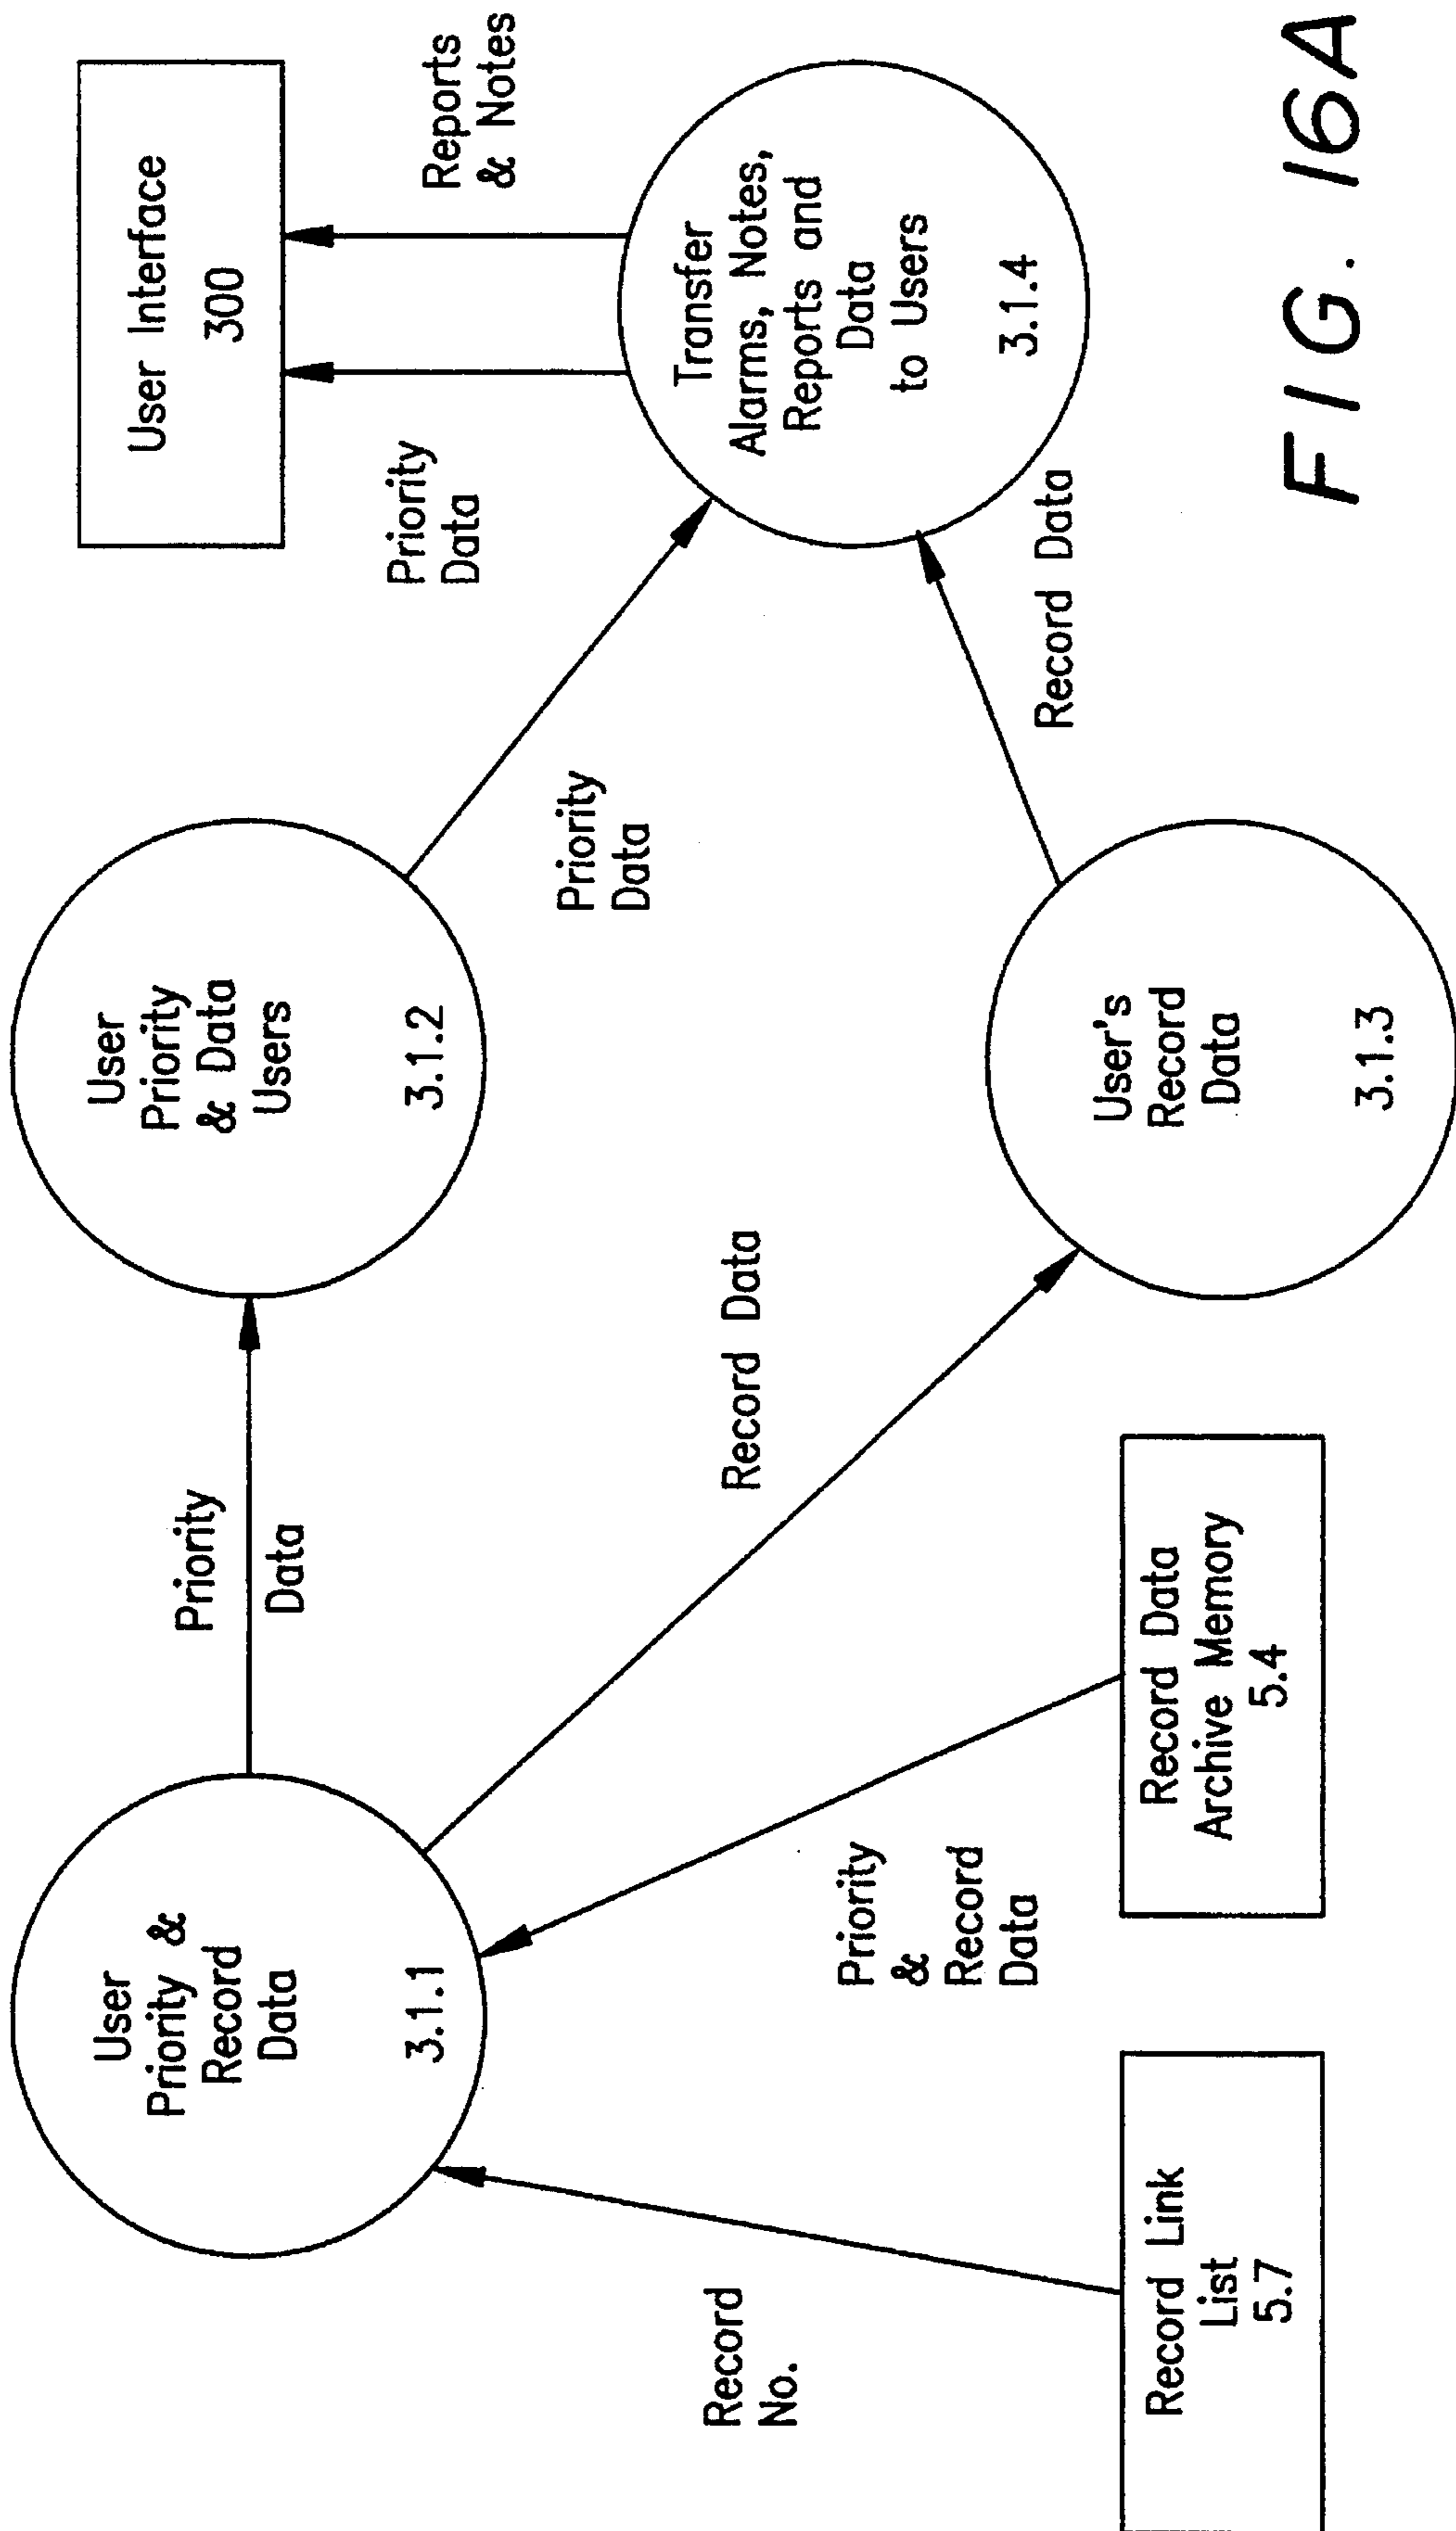 User
Priority &
Record
Data
3.1.1
Priority
Data
User
Priority
& Data
Users
3.1.2
User Interface
300
Priority
Data
Reports
& Notes
Priority
Data
Transfer
Alarms, Notes,
Reports and
Data
to Users
3.1.4
Record
No.
Priority
&
Record
Data
Record Data
Record Data
Record Link
List
5.7
Record Data
Archive Memory
5.4
User's
Record
Data
3.1.3
FIG. 16A